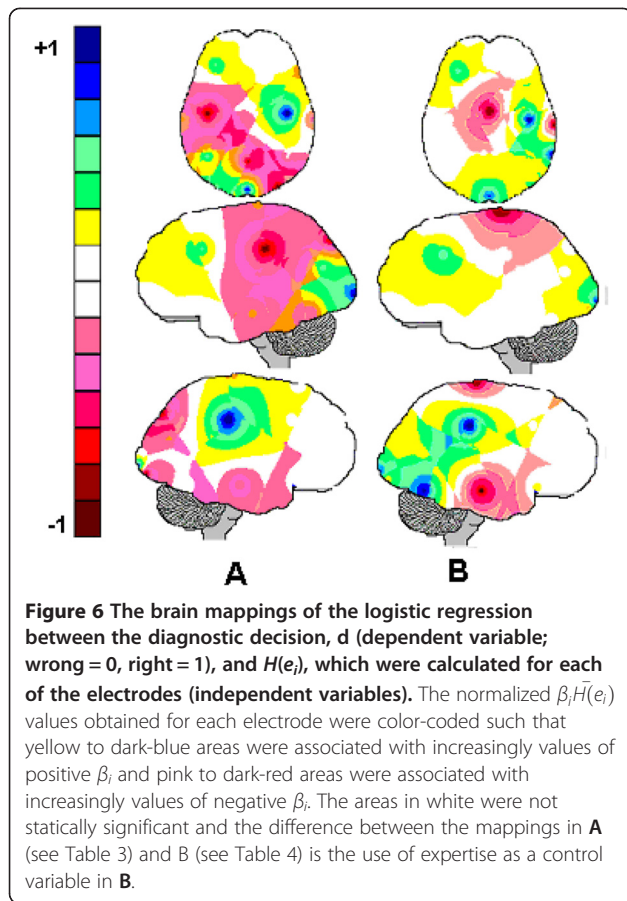 +1
-1
A
B
Figure 6 The brain mappings of the logistic regression
between the diagnostic decision, d (dependent variable;
wrong = 0, right = 1), and H(eᵢ), which were calculated for each
of the electrodes (independent variables). The normalized βᵢH̄(eᵢ)
values obtained for each electrode were color-coded such that
yellow to dark-blue areas were associated with increasingly values of
positive βᵢ and pink to dark-red areas were associated with
increasingly values of negative βᵢ. The areas in white were not
statically significant and the difference between the mappings in A
(see Table 3) and B (see Table 4) is the use of expertise as a control
variable in B.